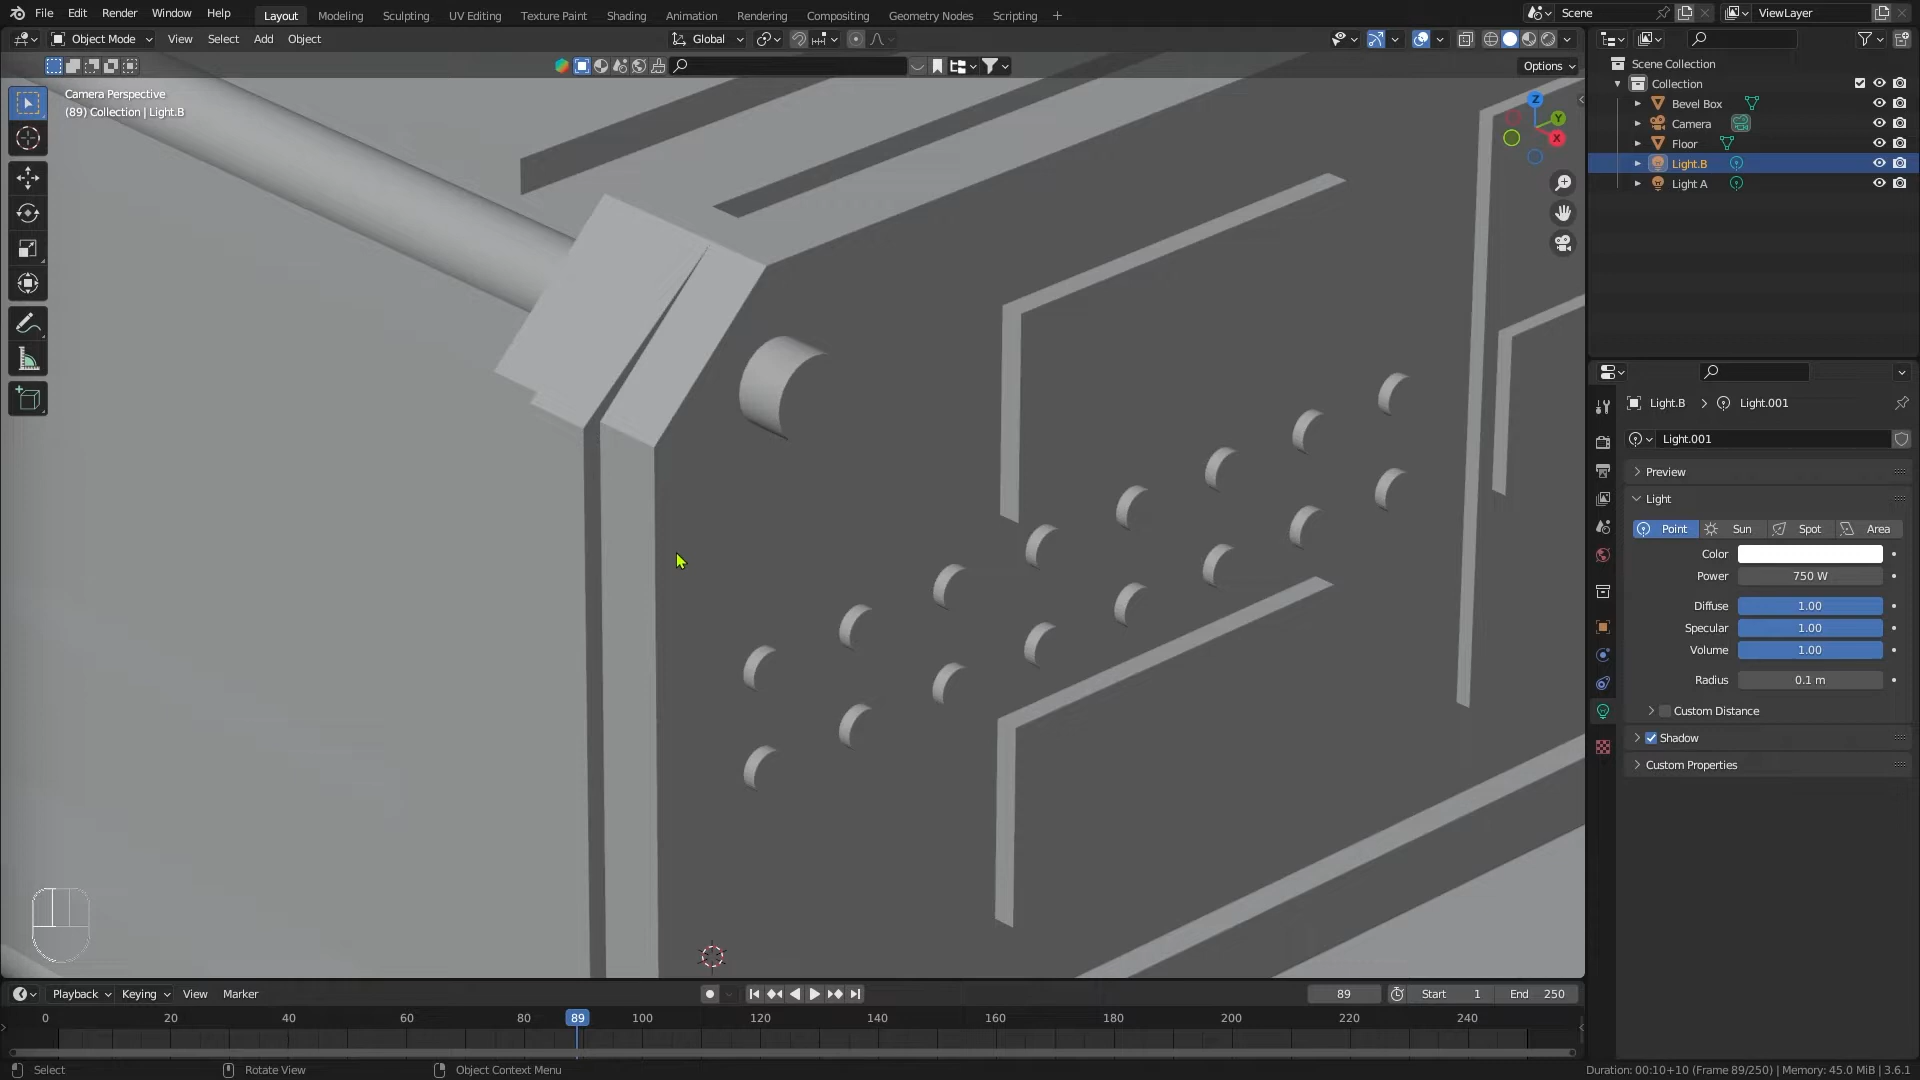 File Edit Render Window Help Layout Modeling Sculpting UV Editing Texture Paint Shading Animation Rendering Compositing Geometry Nodes Scripting + Scene ViewLayer
Object Mode View Select Add Object Global
Options
Camera Perspective
(89) Collection | Light.B
Z
Y
X
Scene Collection
Collection
Bevel Box
Camera
Floor
Light.B
Light A
Light.B > Light.001
Light.001
Preview
Light
Point Sun Spot Area
Color
Power 750 W
Diffuse 1.00
Specular 1.00
Volume 1.00
Radius 0.1 m
Custom Distance
Shadow
Custom Properties
Playback Keying View Marker 89 Start 1 End 250
0 20 40 60 80 89 100 120 140 160 180 200 220 240
Select Rotate View Object Context Menu Duration: 00:10+10 (Frame 89/250) | Memory: 45.0 MiB | 3.6.1